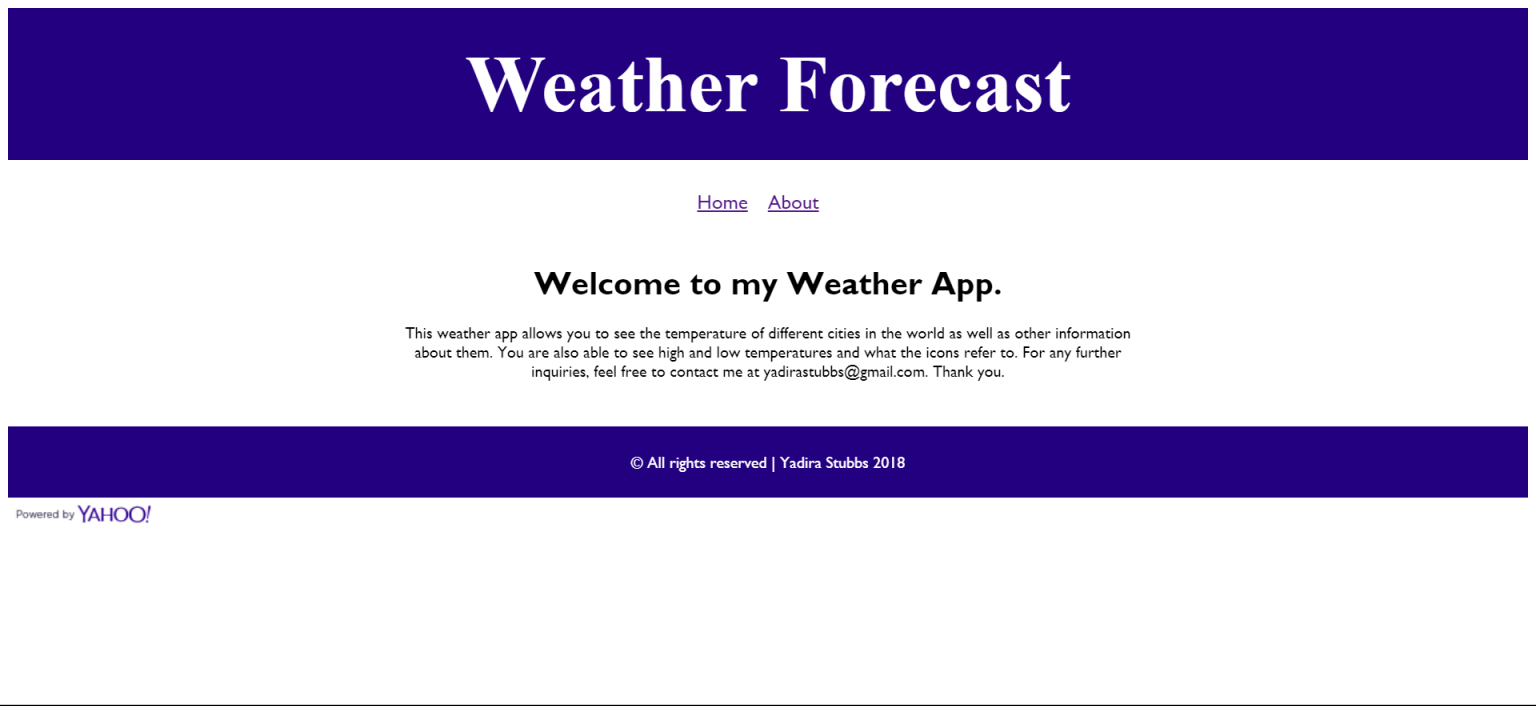 Weather Forecast
Home About
Welcome to my Weather App.
This weather app allows you to see the temperature of different cities in the world as well as other information
about them. You are also able to see high and low temperatures and what the icons refer to. For any further
inquiries, feel free to contact me at yadirastubbs@gmail.com. Thank you.
© All rights reserved | Yadira Stubbs 2018
Powered by YAHOO!